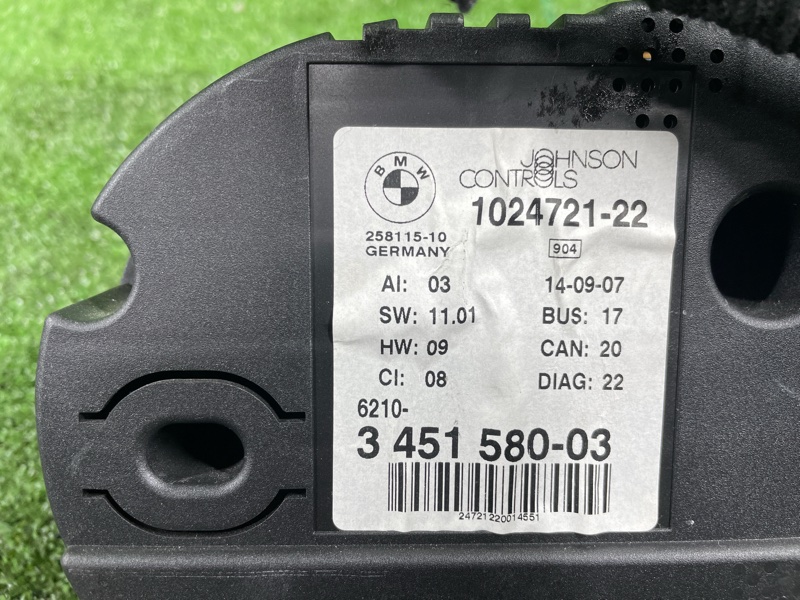 BMW
JOHNSON
CONTROLS
1024721-22
258115-10
GERMANY
904
AI: 03 14-09-07
SW: 11.01 BUS: 17
HW: 09 CAN: 20
CI: 08 DIAG: 22
6210-
3 451 580-03
24721220014551